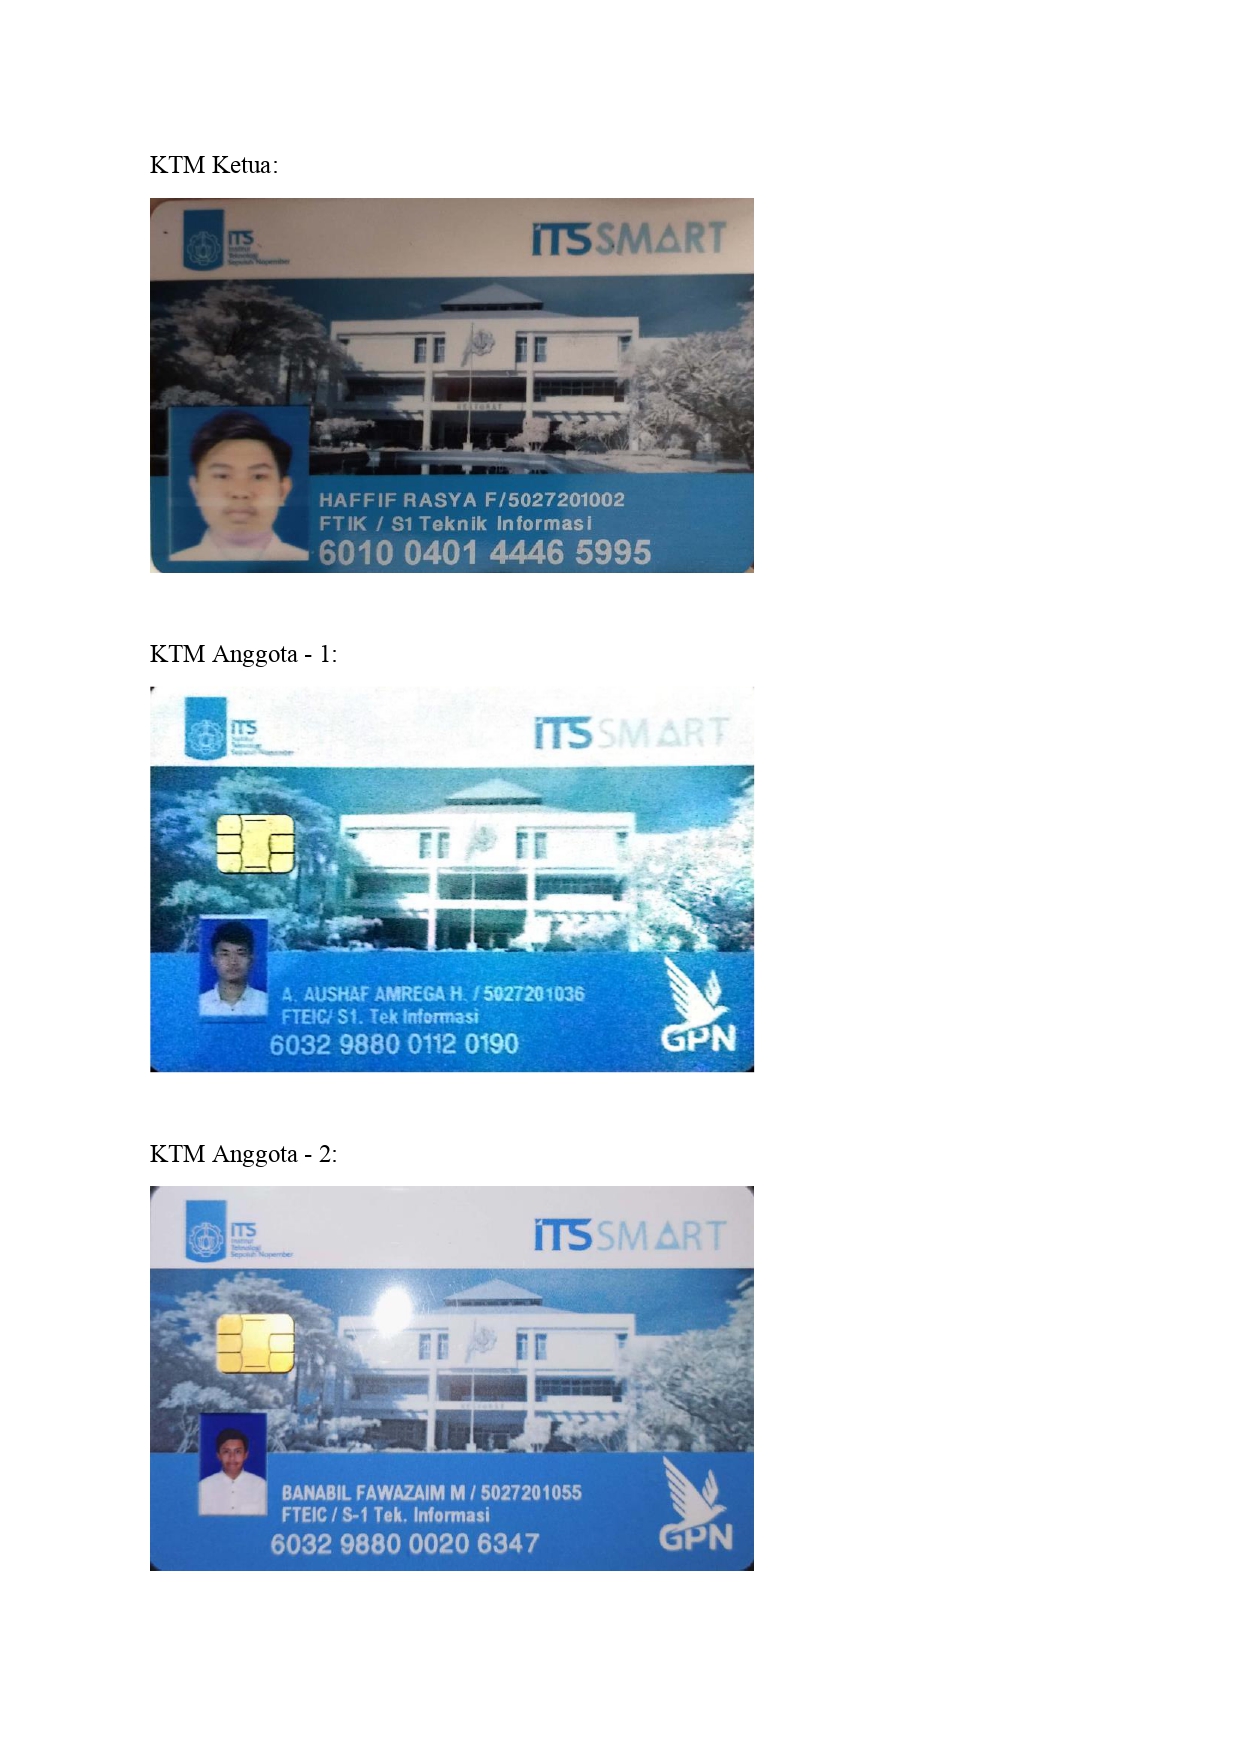 KTM Ketua:
ITS
Institut
Teknologi
Sepuluh Nopember
ITS SMART
REKTORAT
HAFFIF RASYA F/5027201002
FTIK / S1 Teknik Informasi
6010 0401 4446 5995
KTM Anggota - 1:
ITS
Institut
Teknologi
Sepuluh Nopember
ITS SMART
A. AUSHAF AMREGA H. / 5027201036
FTEIC/ S1. Tek Informasi
6032 9880 0112 0190
GPN
KTM Anggota - 2:
ITS
Institut
Teknologi
Sepuluh Nopember
ITS SMART
BANABIL FAWAZAIM M / 5027201055
FTEIC / S-1 Tek. Informasi
6032 9880 0020 6347
GPN